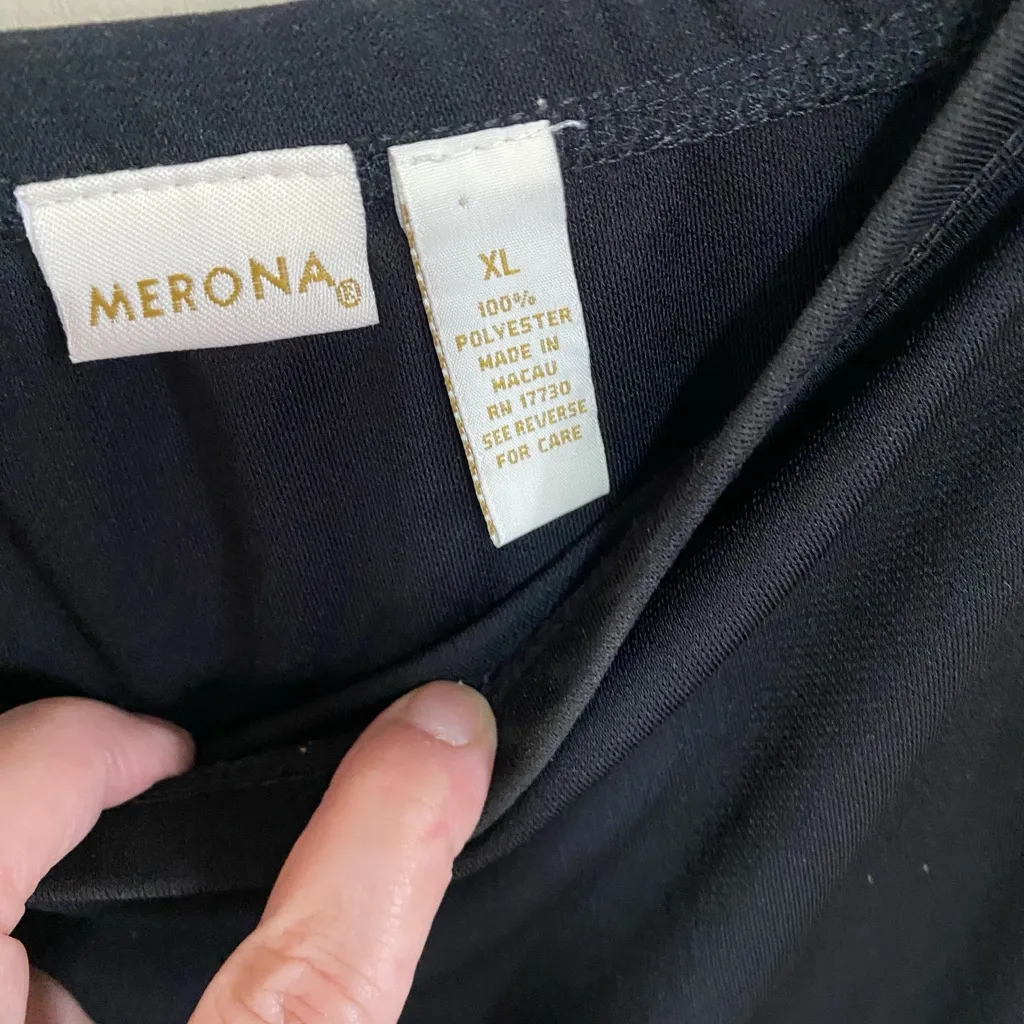 MERONA®
XL
100%
POLYESTER
MADE IN
MACAU
RN 17730
SEE REVERSE
FOR CARE